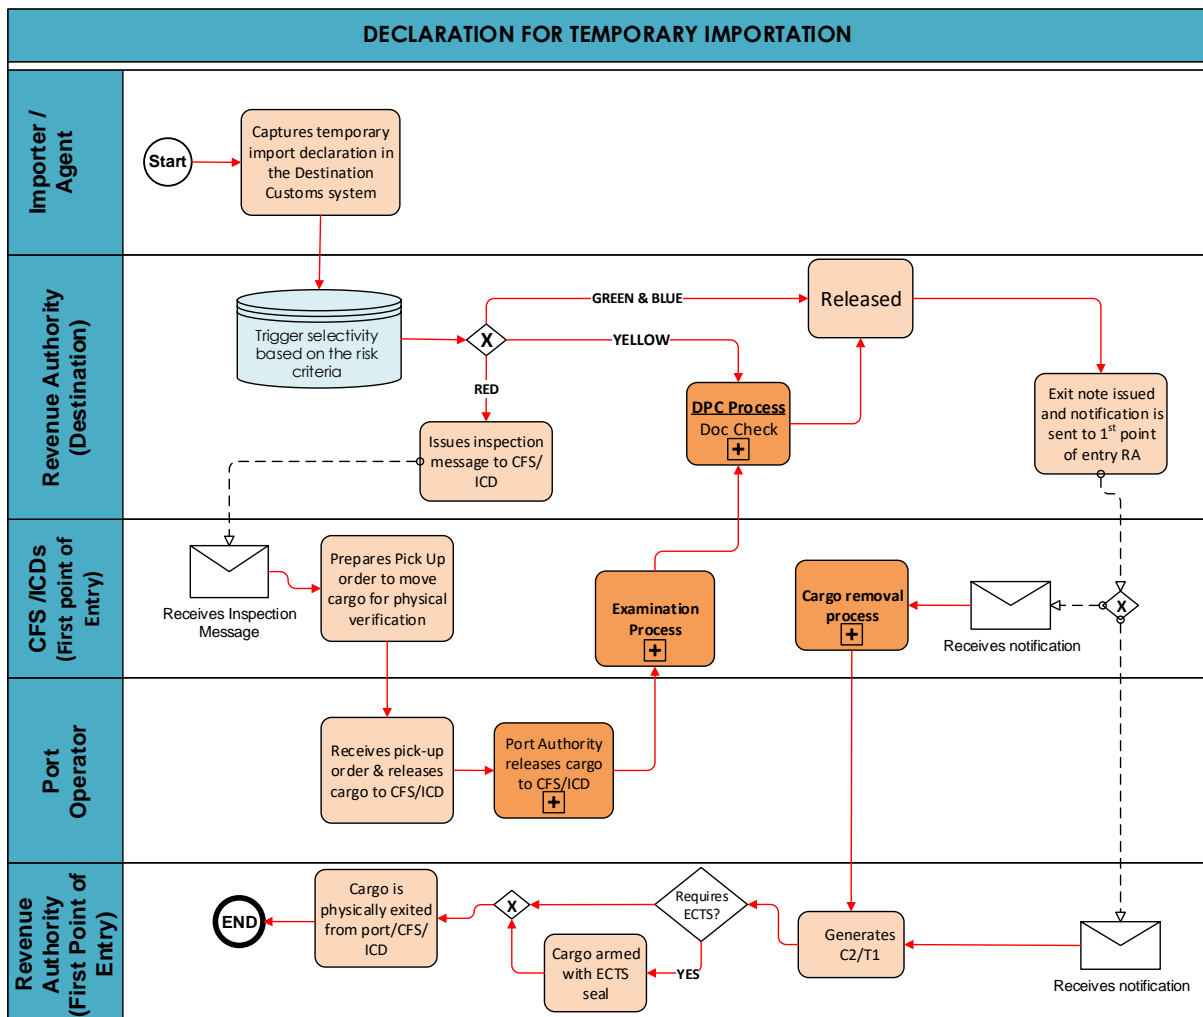 DECLARATION FOR TEMPORARY IMPORTATION
Importer /
Agent
Start
Captures temporary
import declaration in
the Destination
Customs system
Revenue Authority
(Destination)
Trigger selectivity
based on the risk
criteria
X
GREEN & BLUE
YELLOW
RED
Released
DPC Process
Doc Check
Issues inspection
message to CFS/
ICD
Exit note issued
and notification is
sent to 1st point
of entry RA
CFS /ICDs
(First point of
Entry)
Receives Inspection
Message
Prepares Pick Up
order to move
cargo for physical
verification
Examination
Process
Cargo removal
process
Receives notification
X
Port
Operator
Receives pick-up
order & releases
cargo to CFS/ICD
Port Authority
releases cargo
to CFS/ICD
Revenue
Authority
(First Point of
Entry)
END
Cargo is
physically exited
from port/CFS/
ICD
X
Cargo armed
with ECTS
seal
YES
Requires
ECTS?
Generates
C2/T1
Receives notification